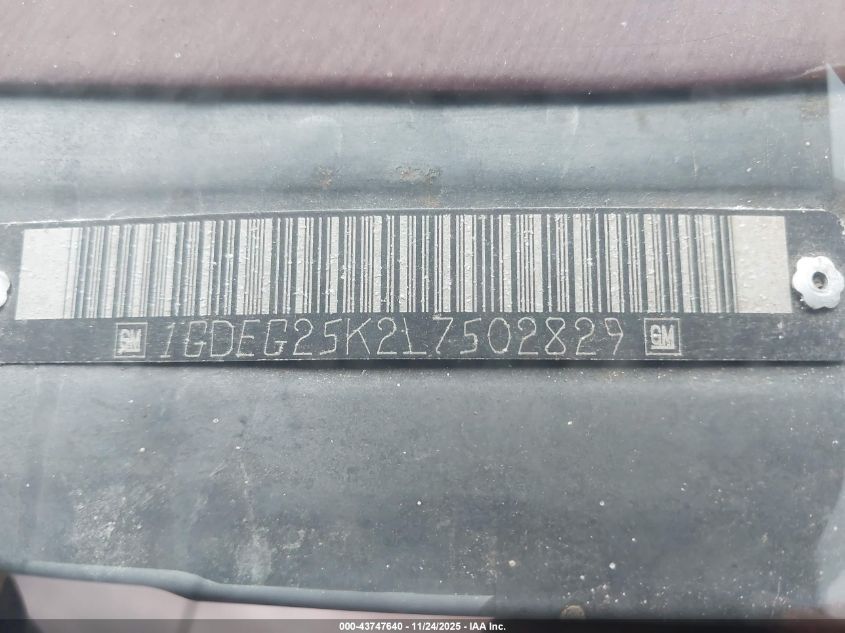 GM 1GDEG25K2L7502829 GM
000-43747640 - 11/24/2025 - IAA Inc.